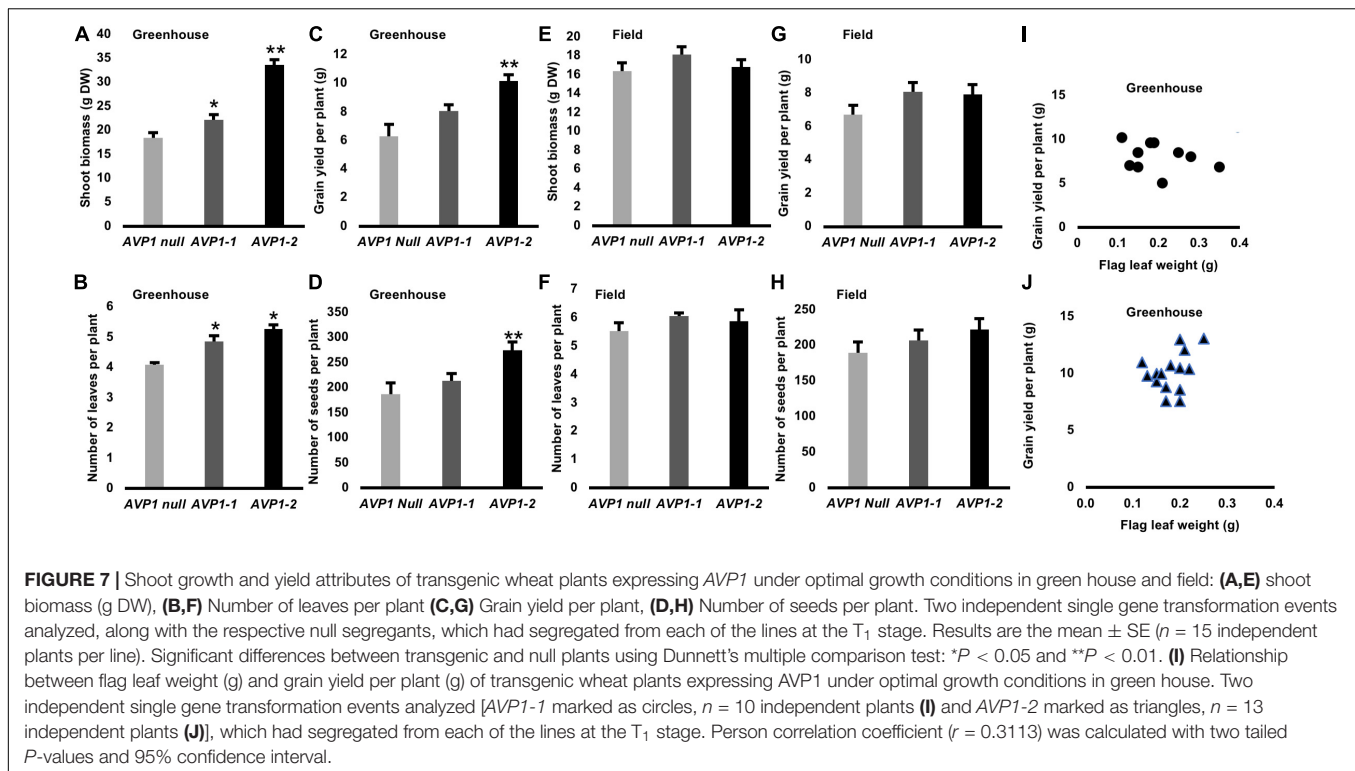 A Greenhouse
Shoot biomass (g DW)
40
35
30
25
20
15
10
5
0
* **
AVP1 null AVP1-1 AVP1-2
C Greenhouse
Grain yield per plant (g)
12
10
8
6
4
2
0
**
AVP1 Null AVP1-1 AVP1-2
E Field
Shoot biomass (g DW)
20
18
16
14
12
10
8
6
4
2
0
AVP1 null AVP1-1 AVP1-2
G Field
Grain yield per plant (g)
10
8
6
4
2
0
AVP1 Null AVP1-1 AVP1-2
I
Greenhouse
Grain yield per plant (g)
15
10
5
0
0.0 0.1 0.2 0.3 0.4
Flag leaf weight (g)
B Greenhouse
Number of leaves per plant
6
5
4
3
2
1
0
* *
AVP1 null AVP1-1 AVP1-2
D Greenhouse
Number of seeds per plant
350
300
250
200
150
100
50
0
**
AVP1 Null AVP1-1 AVP1-2
F Field
Number of leaves per plant
7
6
5
4
3
2
1
0
AVP1 null AVP1-1 AVP1-2
H Field
Number of seeds per plant
250
200
150
100
50
0
AVP1 Null AVP1-1 AVP1-2
J
Greenhouse
Grain yield per plant (g)
15
10
5
0
0.0 0.1 0.2 0.3 0.4
Flag leaf weight (g)
FIGURE 7 | Shoot growth and yield attributes of transgenic wheat plants expressing AVP1 under optimal growth conditions in green house and field: (A,E) shoot
biomass (g DW), (B,F) Number of leaves per plant (C,G) Grain yield per plant, (D,H) Number of seeds per plant. Two independent single gene transformation events
analyzed, along with the respective null segregants, which had segregated from each of the lines at the T1 stage. Results are the mean ± SE (n = 15 independent
plants per line). Significant differences between transgenic and null plants using Dunnett's multiple comparison test: *P < 0.05 and **P < 0.01. (I) Relationship
between flag leaf weight (g) and grain yield per plant (g) of transgenic wheat plants expressing AVP1 under optimal growth conditions in green house. Two
independent single gene transformation events analyzed [AVP1-1 marked as circles, n = 10 independent plants (I) and AVP1-2 marked as triangles, n = 13
independent plants (J)], which had segregated from each of the lines at the T1 stage. Person correlation coefficient (r = 0.3113) was calculated with two tailed
P-values and 95% confidence interval.